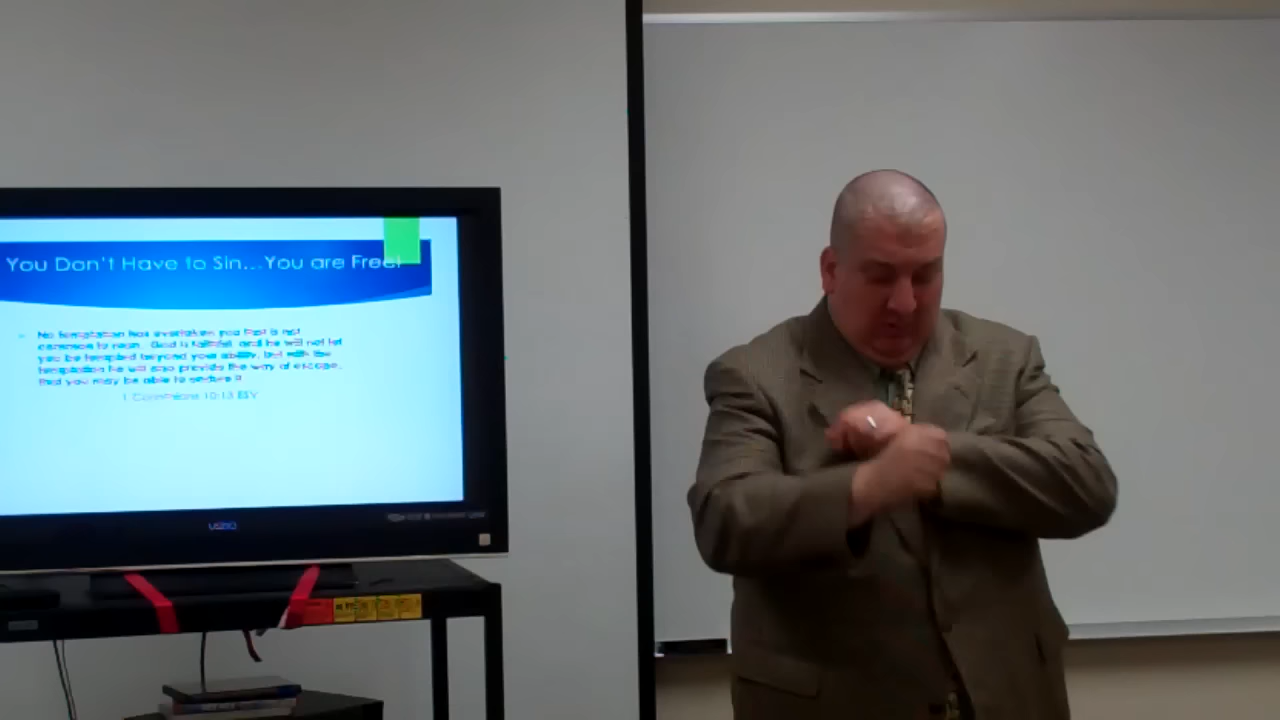 You Don't Have to Sin...You are Free!
No temptation has overtaken you that is not
common to man. God is faithful, and he will not let
you be tempted beyond your ability, but with the
temptation he will also provide the way of escape,
that you may be able to endure it
1 Corinthians 10:13 ESV
VIZIO